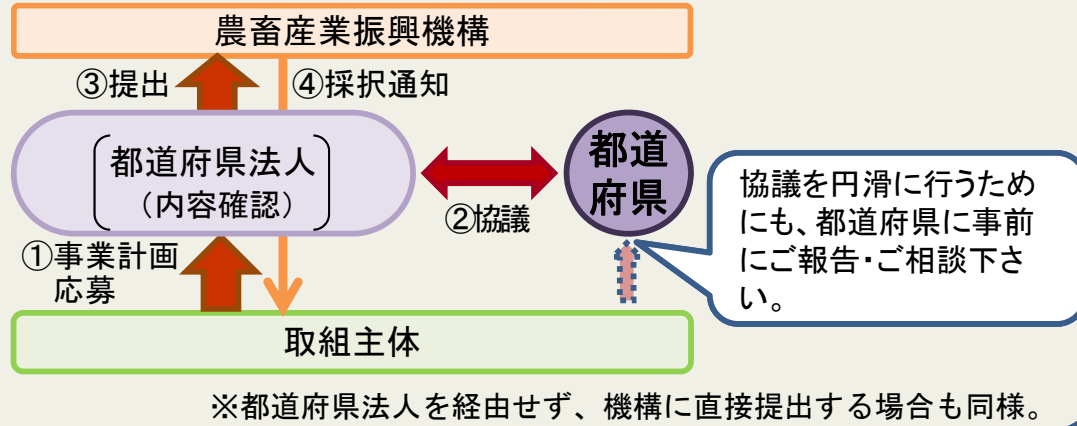 農畜産業振興機構
③提出
④採択通知
都道府県法人
（内容確認）
都道
府県
②協議
協議を円滑に行うため
にも、都道府県に事前
にご報告・ご相談下さ
い。
①事業計画
応募
取組主体
※都道府県法人を経由せず、機構に直接提出する場合も同様。